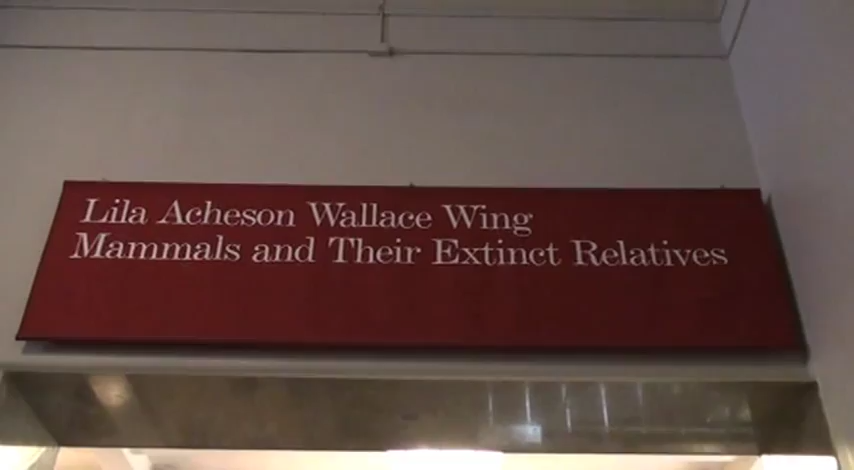 Lila Acheson Wallace Wing
Mammals and Their Extinct Relatives